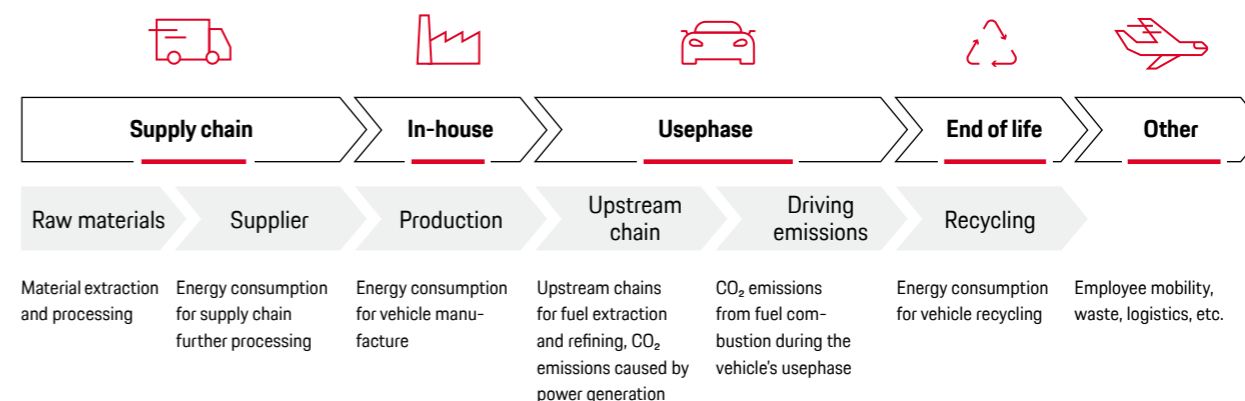 Supply chain
In-house
Usephase
End of life
Other
Raw materials
Supplier
Production
Upstream
chain
Driving
emissions
Recycling
Material extraction
and processing
Energy consumption
for supply chain
further processing
Energy consumption
for vehicle manu-
facture
Upstream chains
for fuel extraction
and refining, CO₂
emissions caused by
power generation
CO₂ emissions
from fuel com-
bustion during the
vehicle's usephase
Energy consumption
for vehicle recycling
Employee mobility,
waste, logistics, etc.